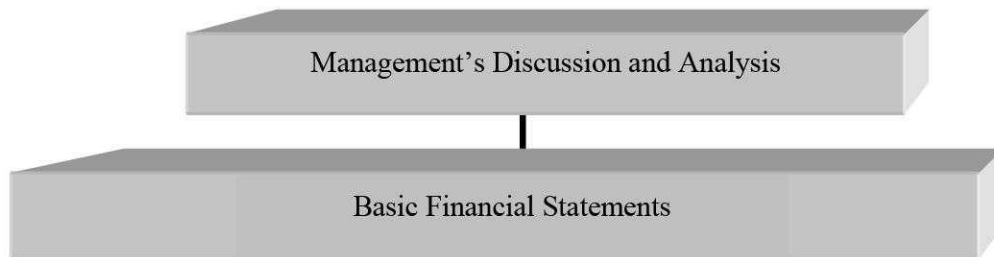 Management’s Discussion and Analysis
Basic Financial Statements